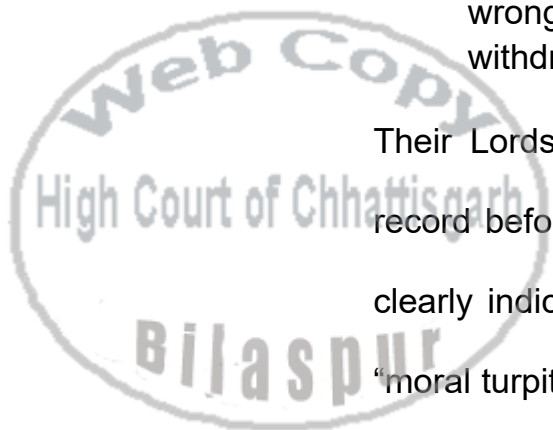 wrong
withdr
Web Copy
Their Lords
High Court of Chhattisgarh
record befo
clearly indic
Bilaspur
"moral turpit